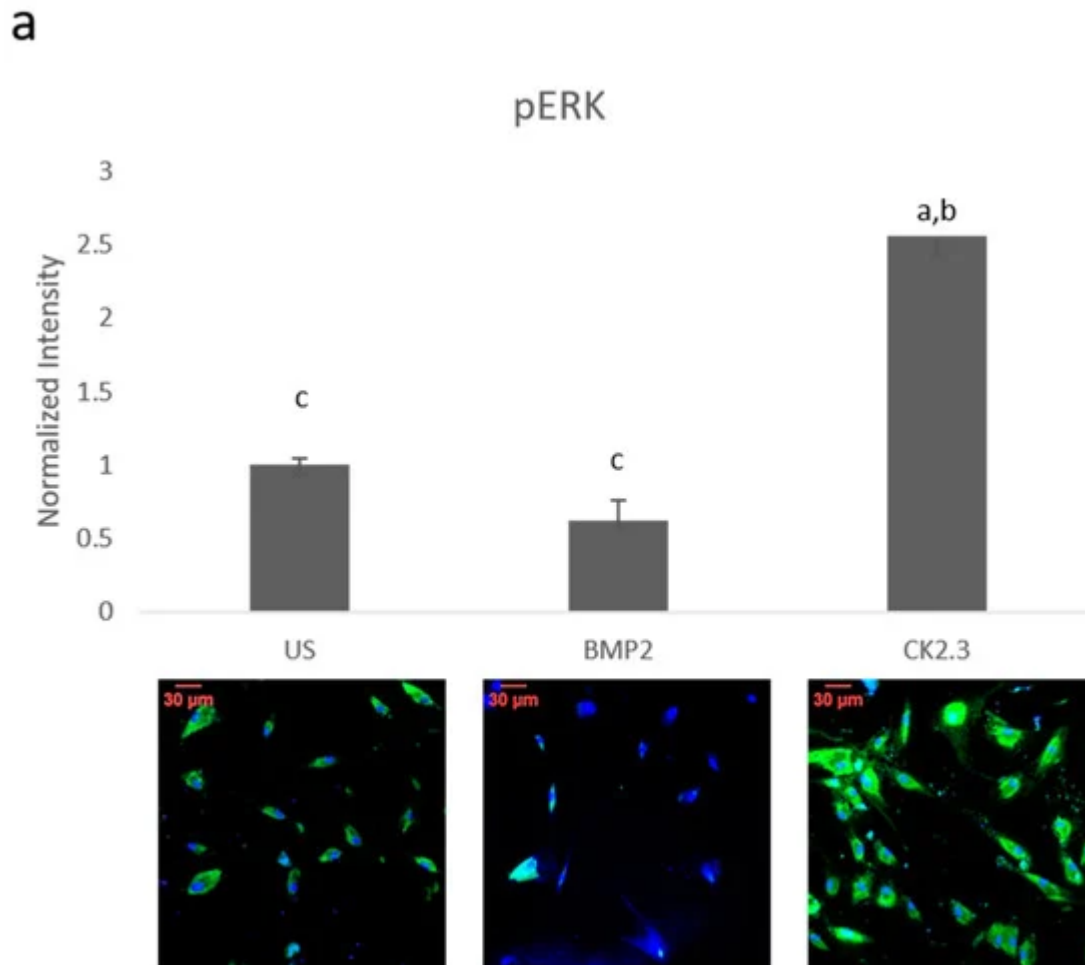 a
pERK
3
2.5
2
1.5
1
0.5
0
Normalized Intensity
c
c
a,b
US
BMP2
CK2.3
30 µm
30 µm
30 µm